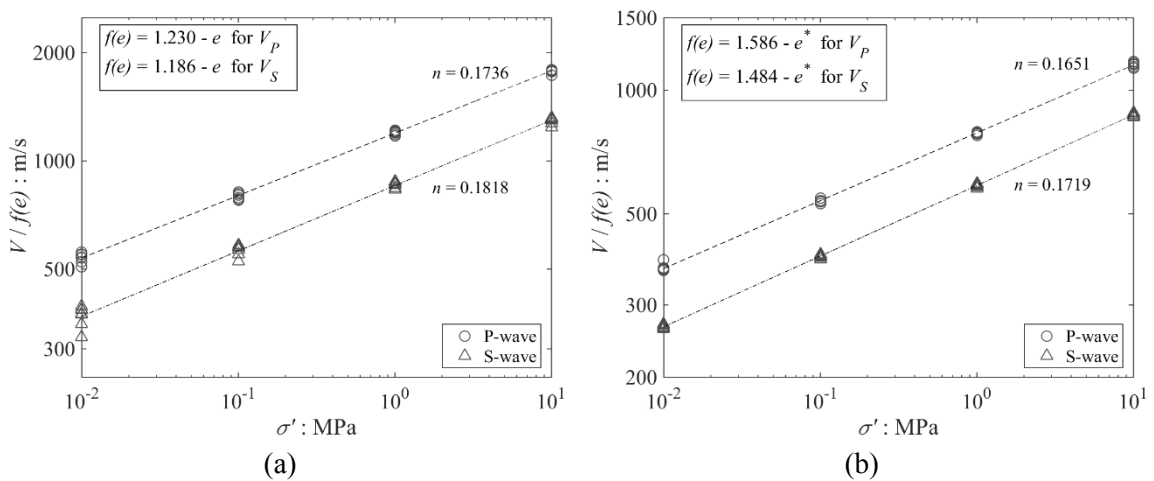 f(e) = 1.230 - e for V_P
f(e) = 1.186 - e for V_S
n = 0.1736
n = 0.1818
2000
1000
500
300
V / f(e) : m/s
P-wave
S-wave
10^-2
10^-1
10^0
10^1
σ′ : MPa
(a)
f(e) = 1.586 - e* for V_P
f(e) = 1.484 - e* for V_S
n = 0.1651
n = 0.1719
1500
1000
500
300
200
V / f(e) : m/s
P-wave
S-wave
10^-2
10^-1
10^0
10^1
σ′ : MPa
(b)